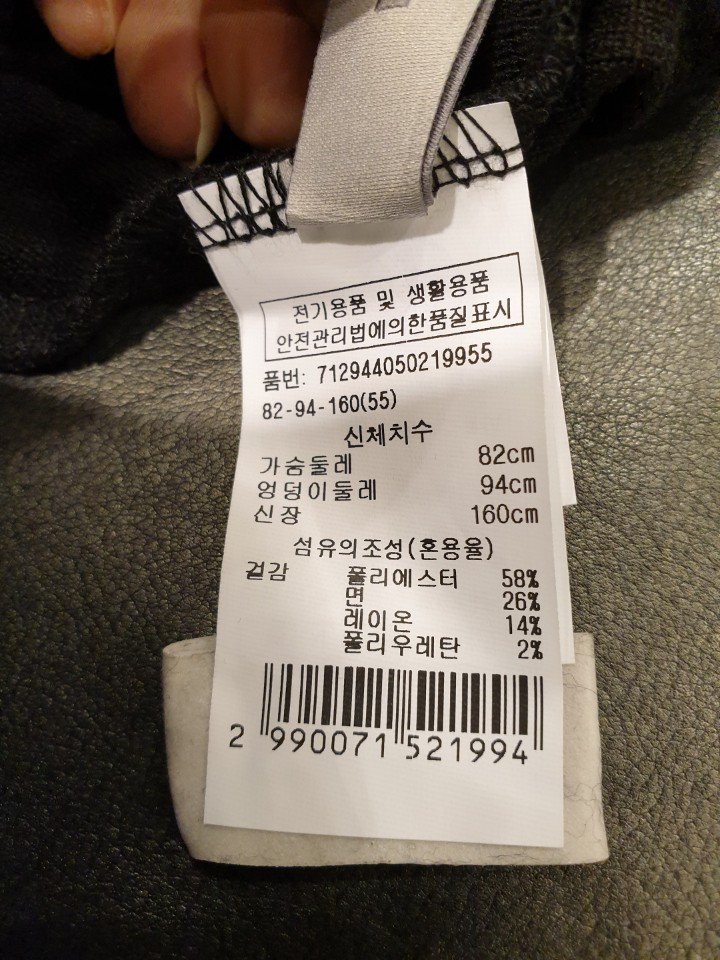 전기용품 및 생활용품
안전관리법에의한품질표시
품번: 712944050219955
82-94-160(55)
신체치수
가슴둘레 82cm
엉덩이둘레 94cm
신장 160cm
섬유의조성(혼용율)
겉감 폴리에스터 58%
면 26%
레이온 14%
폴리우레탄 2%
2 990071 521994